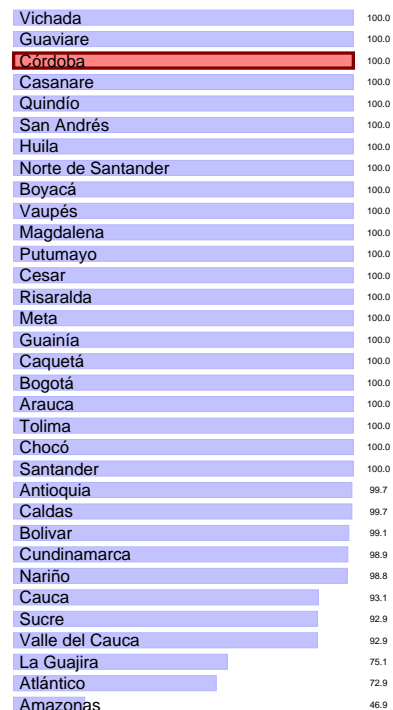 Vichada 100.0
Guaviare 100.0
Córdoba 100.0
Casanare 100.0
Quindío 100.0
San Andrés 100.0
Huila 100.0
Norte de Santander 100.0
Boyacá 100.0
Vaupés 100.0
Magdalena 100.0
Putumayo 100.0
Cesar 100.0
Risaralda 100.0
Meta 100.0
Guainía 100.0
Caquetá 100.0
Bogotá 100.0
Arauca 100.0
Tolima 100.0
Chocó 100.0
Santander 100.0
Antioquia 99.7
Caldas 99.7
Bolivar 99.1
Cundinamarca 98.9
Nariño 98.8
Cauca 93.1
Sucre 92.9
Valle del Cauca 92.9
La Guajira 75.1
Atlántico 72.9
Amazonas 46.9